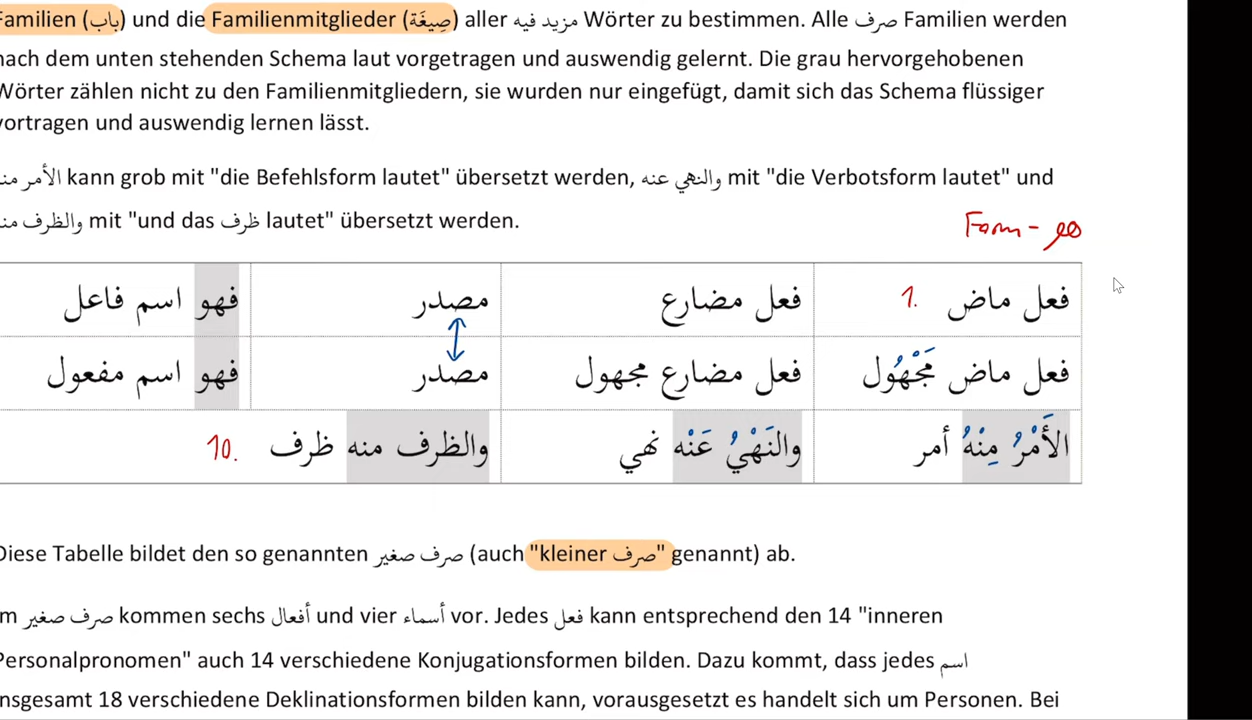 Familien (باب) und die Familienmitglieder (صِيغَة) aller مزيد فيه Wörter zu bestimmen. Alle صرف Familien werden
nach dem unten stehenden Schema laut vorgetragen und auswendig gelernt. Die grau hervorgehobenen
Wörter zählen nicht zu den Familienmitgliedern, sie wurden nur eingefügt, damit sich das Schema flüssiger
vortragen und auswendig lernen lässt.
الأمر منه kann grob mit "die Befehlsform lautet" übersetzt werden, والنهي عنه mit "die Verbotsform lautet" und
والظرف منه mit "und das ظرف lautet" übersetzt werden.
فعل ماض 1. فعل مضارع مصدر فهو اسم فاعل
فعل ماض مَجْهُول فعل مضارع مجهول مصدر فهو اسم مفعول
الأَمْرُ مِنْهُ أمر والنَهْيُ عَنْه نهي والظرف منه ظرف 10.
Diese Tabelle bildet den so genannten صرف صغير (auch "kleiner صرف" genannt) ab.
m صرف صغير kommen sechs أفعال und vier أسماء vor. Jedes فعل kann entsprechend den 14 "inneren
Personalpronomen" auch 14 verschiedene Konjugationsformen bilden. Dazu kommt, dass jedes اسم
nsgesamt 18 verschiedene Deklinationsformen bilden kann, vorausgesetzt es handelt sich um Personen. Bei